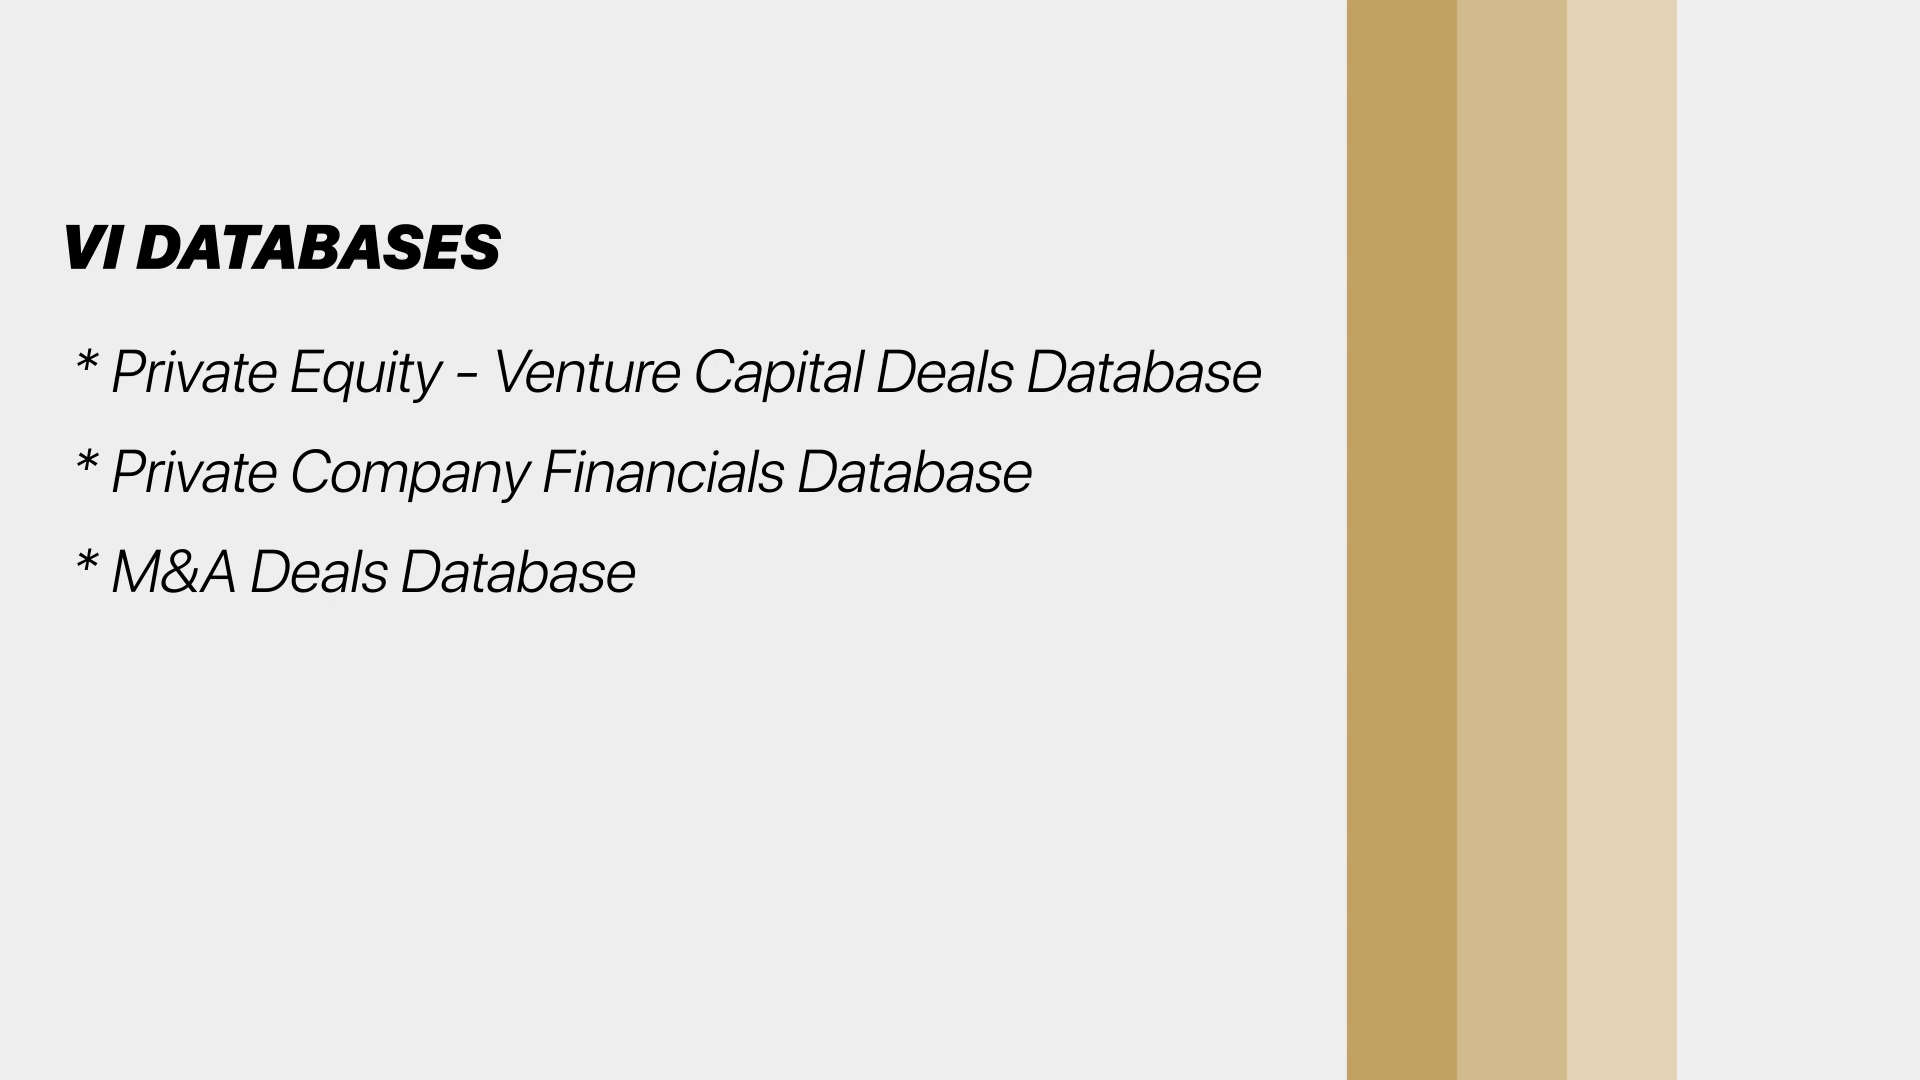 VI DATABASES
* Private Equity - Venture Capital Deals Database
* Private Company Financials Database
* M&A Deals Database